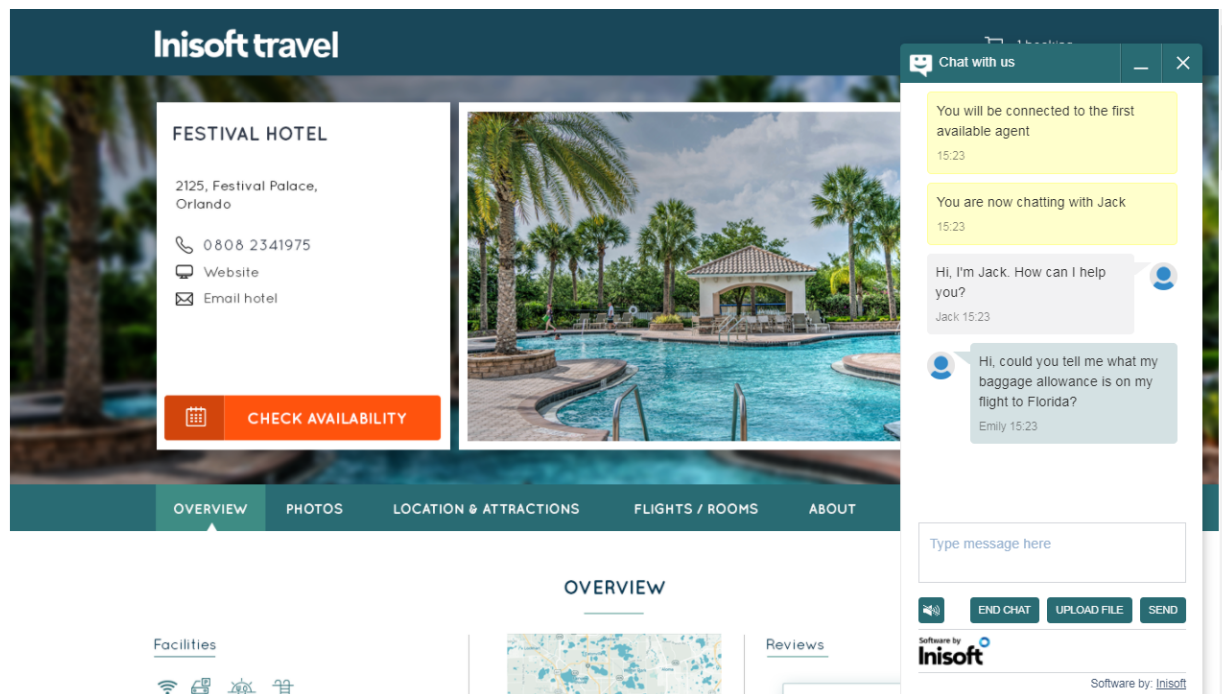 Inisoft travel
1 booking
FESTIVAL HOTEL
2125, Festival Palace,
Orlando
0808 2341975
Website
Email hotel
CHECK AVAILABILITY
OVERVIEW
PHOTOS
LOCATION & ATTRACTIONS
FLIGHTS / ROOMS
ABOUT
OVERVIEW
Facilities
Reviews
Chat with us
You will be connected to the first
available agent
15:23
You are now chatting with Jack
15:23
Hi, I'm Jack. How can I help
you?
Jack 15:23
Hi, could you tell me what my
baggage allowance is on my
flight to Florida?
Emily 15:23
Type message here
END CHAT
UPLOAD FILE
SEND
Software by
Inisoft
Software by: Inisoft